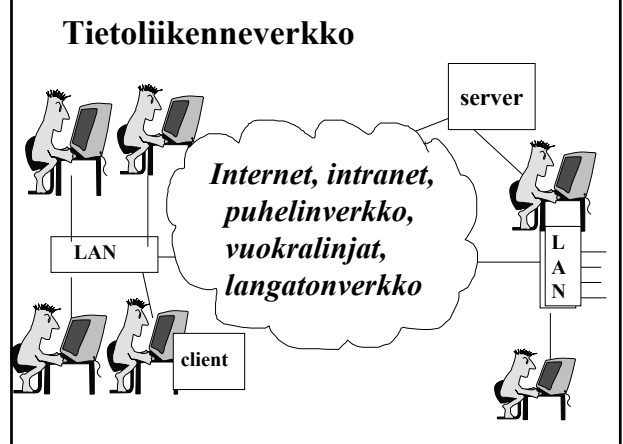 Tietoliikenneverkko
server
Internet, intranet,
puhelinverkko,
vuokralinjat,
langatonverkko
LAN
L
A
N
client